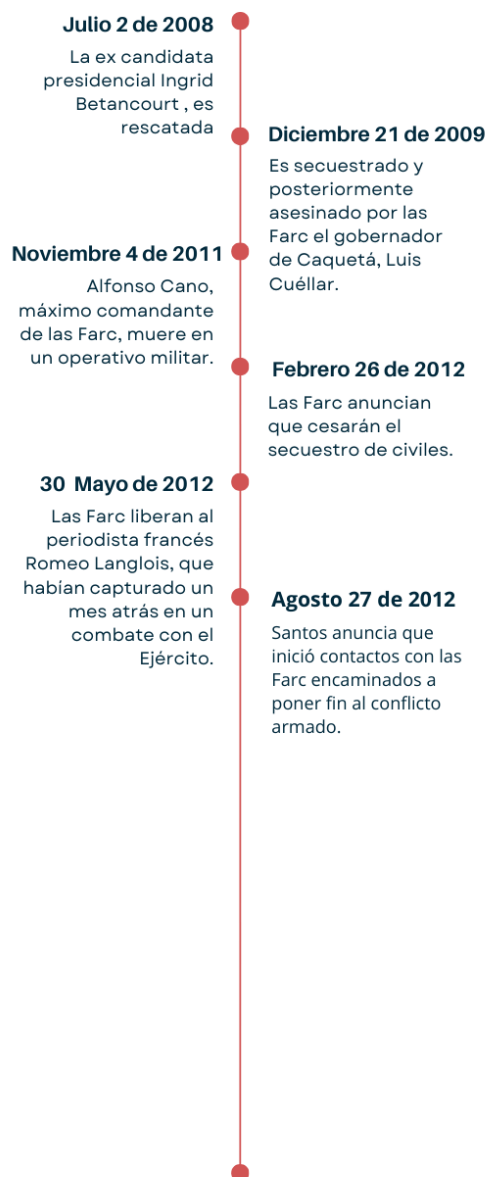 Julio 2 de 2008
La ex candidata
presidencial Ingrid
Betancourt , es
rescatada
Diciembre 21 de 2009
Es secuestrado y
posteriormente
asesinado por las
Farc el gobernador
de Caquetá, Luis
Cuéllar.
Noviembre 4 de 2011
Alfonso Cano,
máximo comandante
de las Farc, muere en
un operativo militar.
Febrero 26 de 2012
Las Farc anuncian
que cesarán el
secuestro de civiles.
30 Mayo de 2012
Las Farc liberan al
periodista francés
Romeo Langlois, que
habían capturado un
mes atrás en un
combate con el
Ejército.
Agosto 27 de 2012
Santos anuncia que
inició contactos con las
Farc encaminados a
poner fin al conflicto
armado.